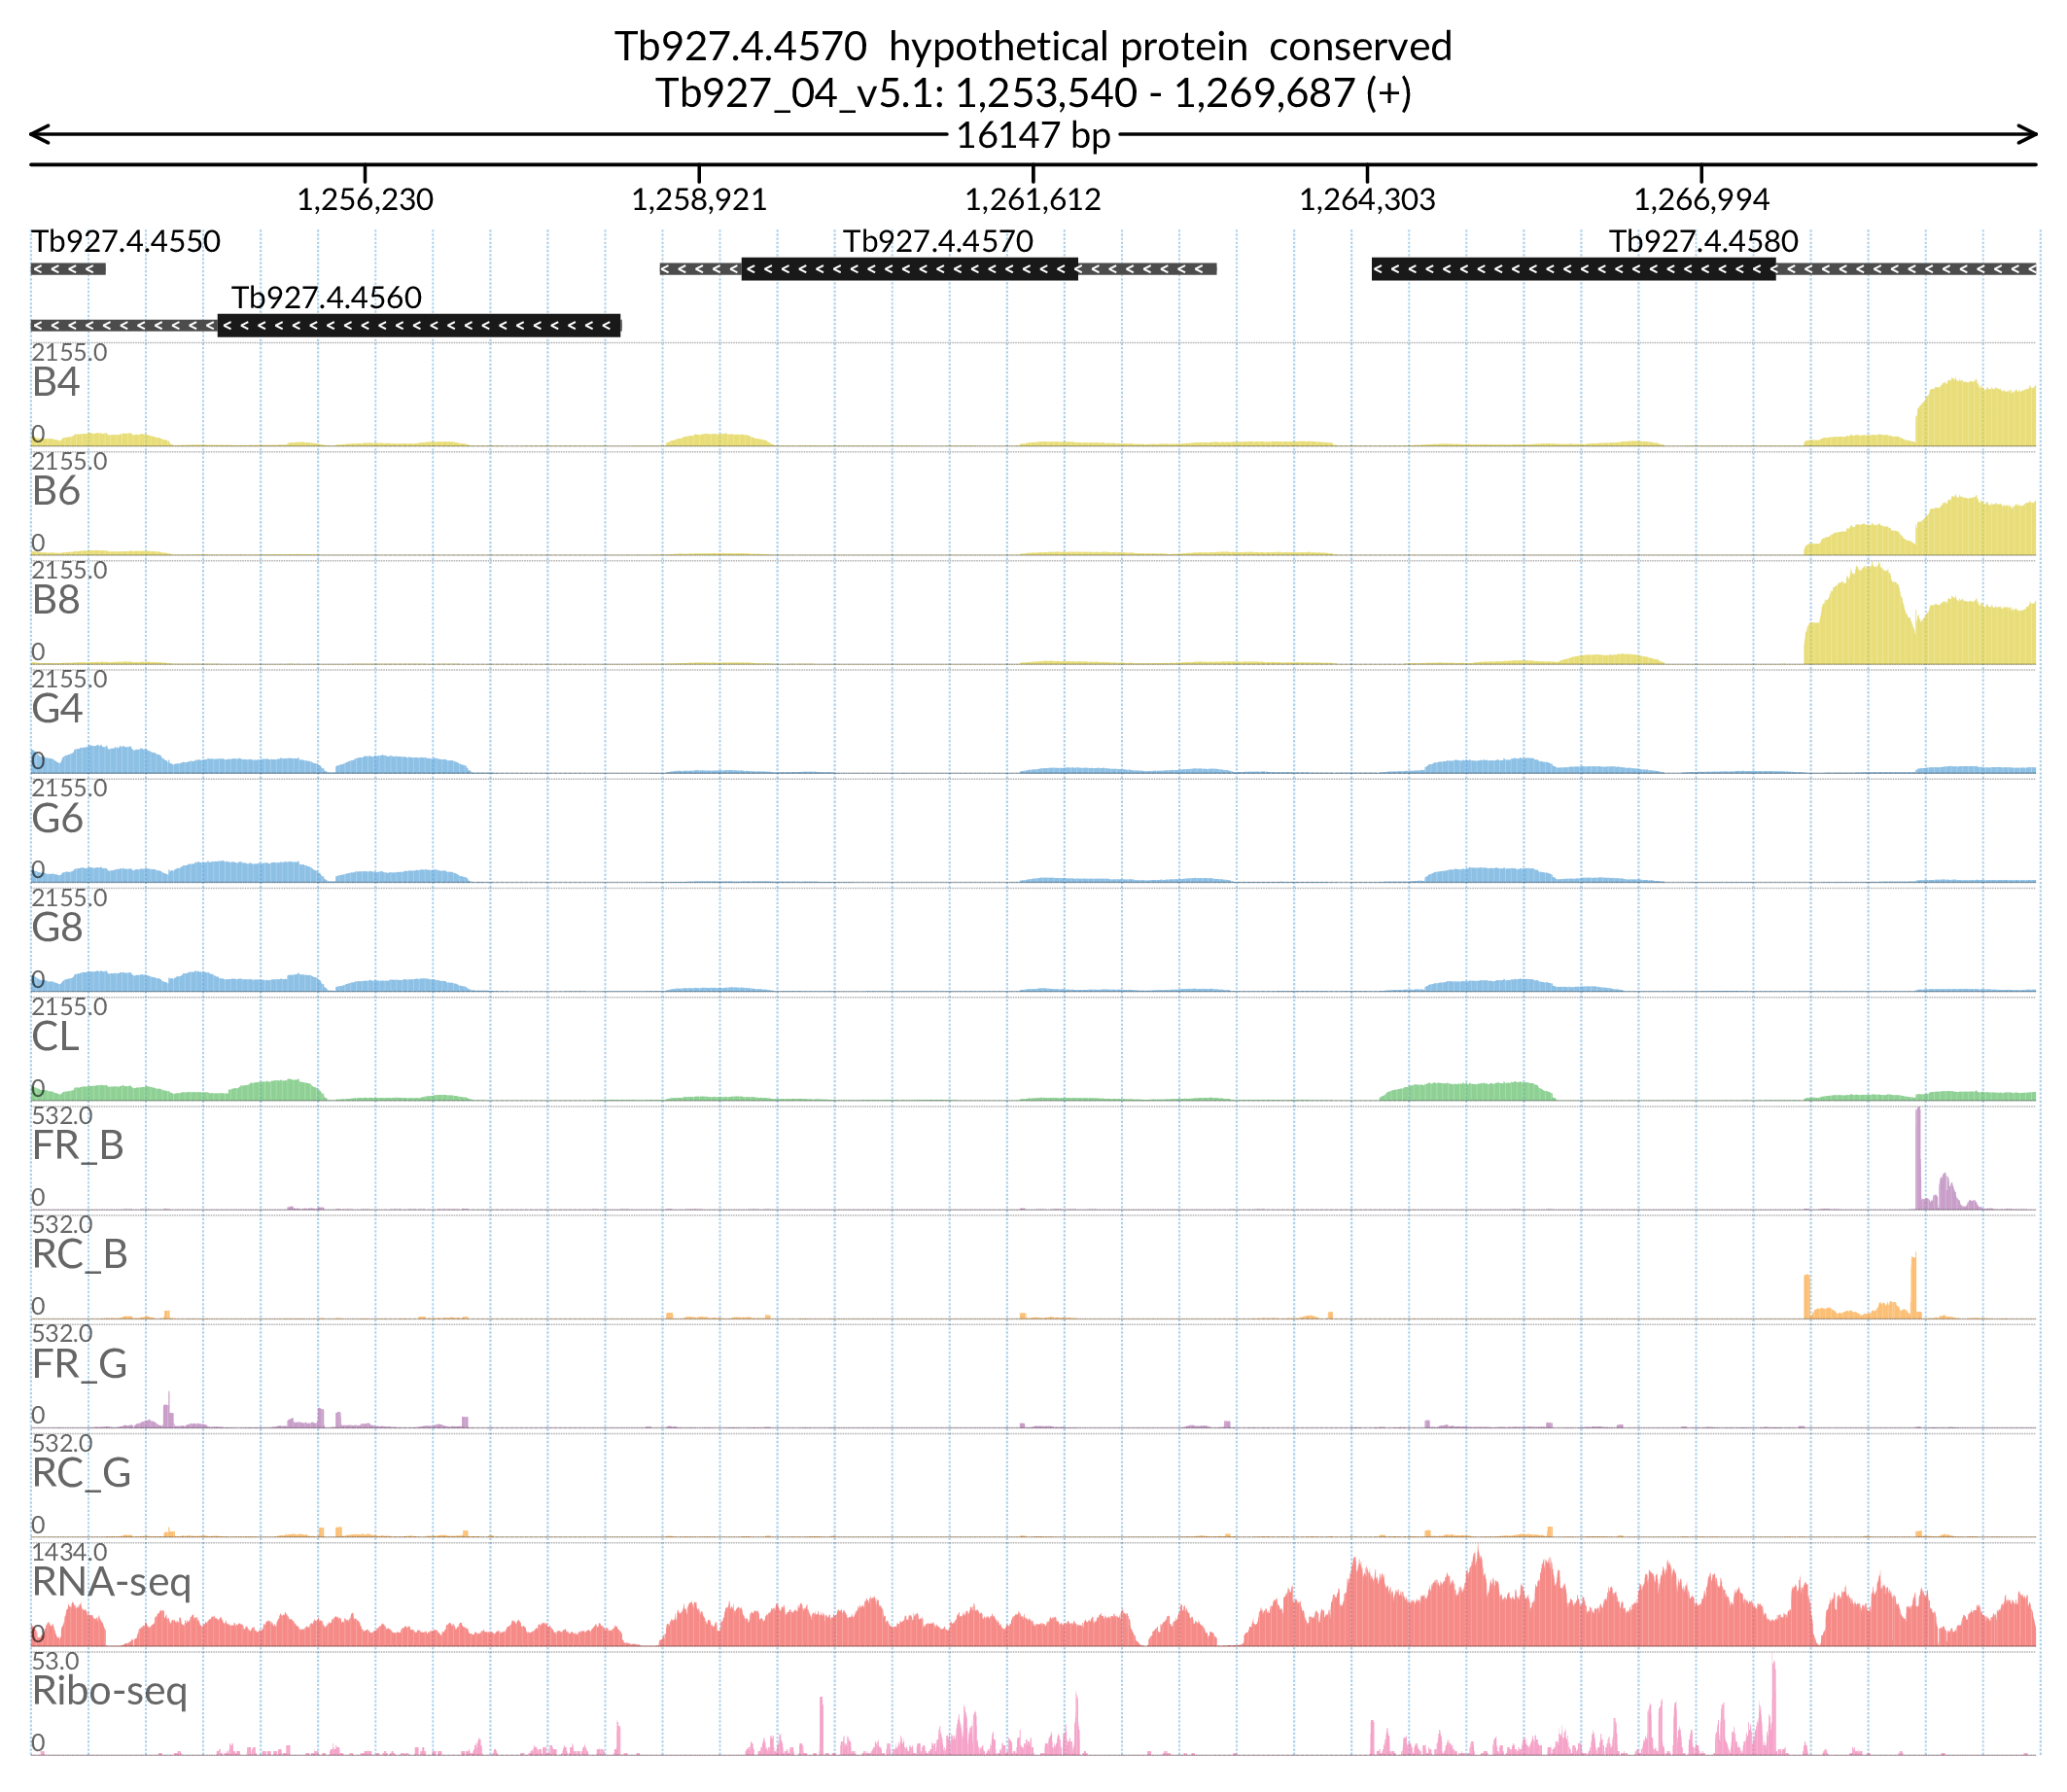 Tb927.4.4570  hypothetical protein  conserved
Tb927_04_v5.1: 1,253,540 - 1,269,687 (+)
16147 bp
1,256,230 1,258,921 1,261,612 1,264,303 1,266,994
Tb927.4.4550 Tb927.4.4570 Tb927.4.4580
Tb927.4.4560
2155.0
B4
0
2155.0
B6
0
2155.0
B8
0
2155.0
G4
0
2155.0
G6
0
2155.0
G8
0
2155.0
CL
0
532.0
FR_B
0
532.0
RC_B
0
532.0
FR_G
0
532.0
RC_G
0
1434.0
RNA-seq
0
53.0
Ribo-seq
0